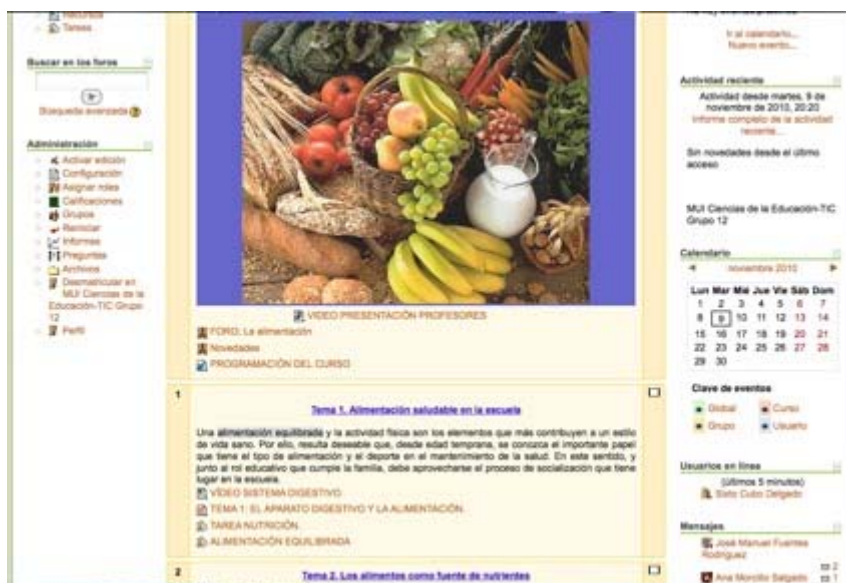 Recursos
Tareas
Buscar en los foros
Búsqueda avanzada
Administración
Activar edición
Configuración
Asignar roles
Calificaciones
Grupos
Reiniciar
Informes
Preguntas
Archivos
Desmatricular en
MUI Ciencias de la
Educación-TIC Grupo
12
Perfil
VIDEO PRESENTACIÓN PROFESORES
FORO: La alimentación
Novedades
PROGRAMACIÓN DEL CURSO
1
Tema 1. Alimentación saludable en la escuela
Una alimentación equilibrada y la actividad física son los elementos que más contribuyen a un estilo
de vida sano. Por ello, resulta deseable que, desde edad temprana, se conozca el importante papel
que tiene el tipo de alimentación y el deporte en el mantenimiento de la salud. En este sentido, y
junto al rol educativo que cumple la familia, debe aprovecharse el proceso de socialización que tiene
lugar en la escuela.
VÍDEO SISTEMA DIGESTIVO
TEMA 1: EL APARATO DIGESTIVO Y LA ALIMENTACIÓN.
TAREA NUTRICIÓN
ALIMENTACIÓN EQUILIBRADA
2
Tema 2. Los alimentos como fuente de nutrientes
Ir al calendario...
Nuevo evento...
Actividad reciente
Actividad desde martes, 9 de
noviembre de 2010, 20:20
Informe completo de la actividad
reciente...
Sin novedades desde el último
acceso
MUI Ciencias de la Educación-TIC
Grupo 12
Calendario
noviembre 2010
Lun Mar Mié Jue Vie Sáb Dom
1 2 3 4 5 6 7
8 9 10 11 12 13 14
15 16 17 18 19 20 21
22 23 24 25 26 27 28
29 30
Clave de eventos
Global Curso
Grupo Usuario
Usuarios en línea
(últimos 5 minutos)
Sixto Cubo Delgado
Mensajes
José Manuel Fuentes
Rodriguez
2
Ana Morcillo Salgado 1